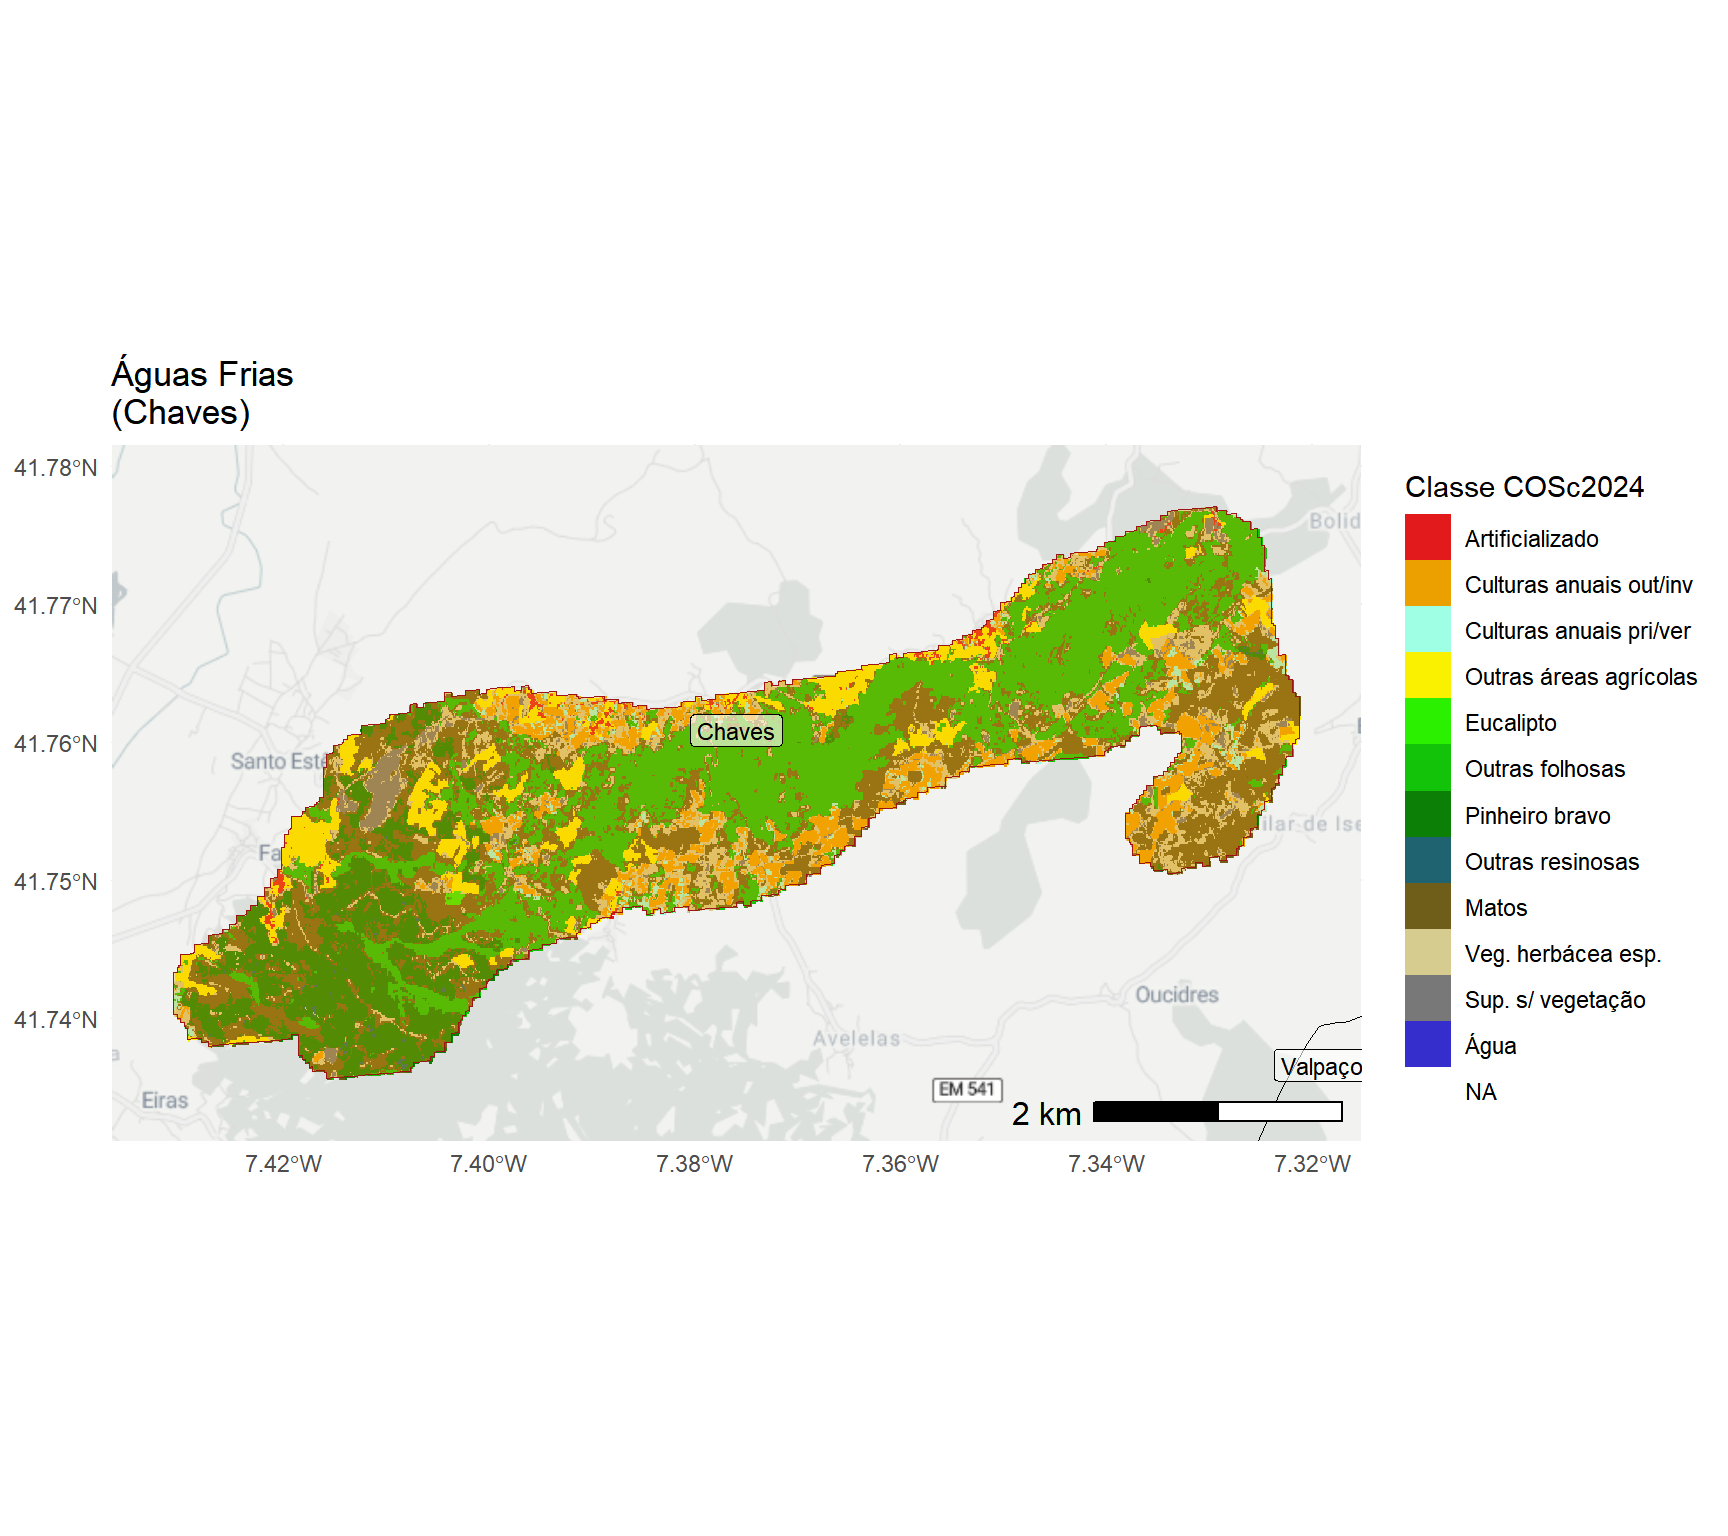 Águas Frias
(Chaves)
41.78°N
41.77°N
41.76°N
41.75°N
41.74°N
Bolid
Santo Este
Chaves
Fa
ilar de Ise
Oucidres
Avelelas
Valpaço
EM 541
Eiras
a
2 km
7.42°W
7.40°W
7.38°W
7.36°W
7.34°W
7.32°W
Classe COSc2024
Artificializado
Culturas anuais out/inv
Culturas anuais pri/ver
Outras áreas agrícolas
Eucalipto
Outras folhosas
Pinheiro bravo
Outras resinosas
Matos
Veg. herbácea esp.
Sup. s/ vegetação
Água
NA